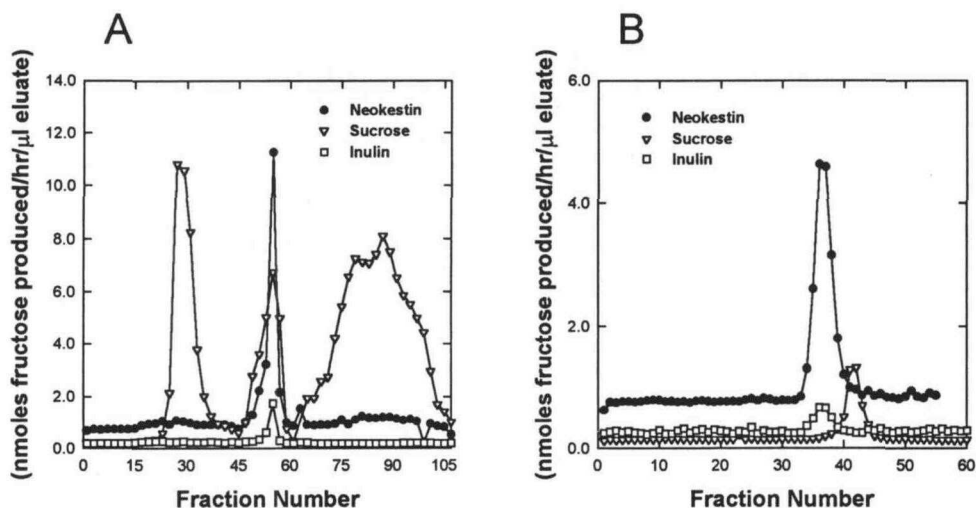 A
(nmoles fructose produced/hr/µl eluate)
14.0
12.0
10.0
8.0
6.0
4.0
2.0
0.0
Neokestin
Sucrose
Inulin
0 15 30 45 60 75 90 105
Fraction Number
B
(nmoles fructose produced/hr/µl eluate)
6.0
4.0
2.0
0.0
Neokestin
Sucrose
Inulin
0 10 20 30 40 50 60
Fraction Number